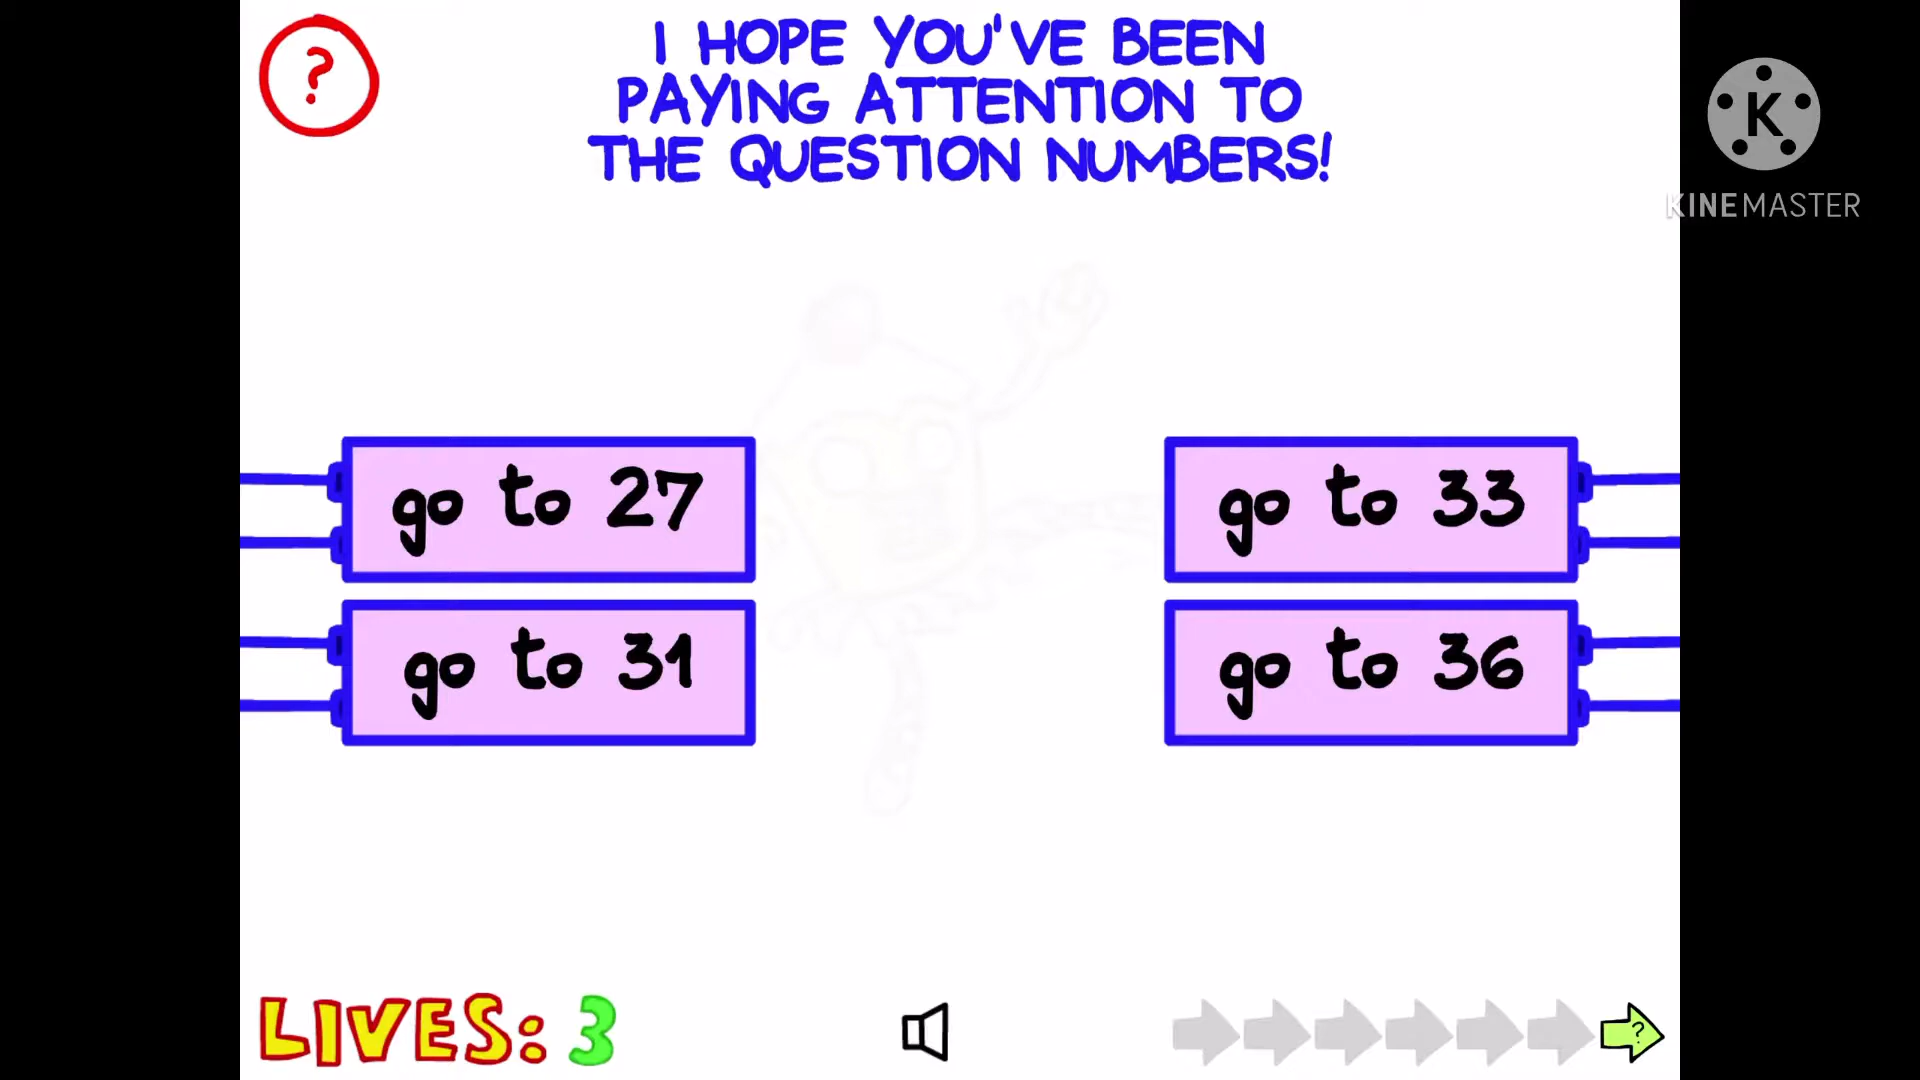 ?
I HOPE YOU'VE BEEN
PAYING ATTENTION TO
THE QUESTION NUMBERS!
K
KINEMASTER
go to 27
go to 33
go to 31
go to 36
LIVES: 3
?